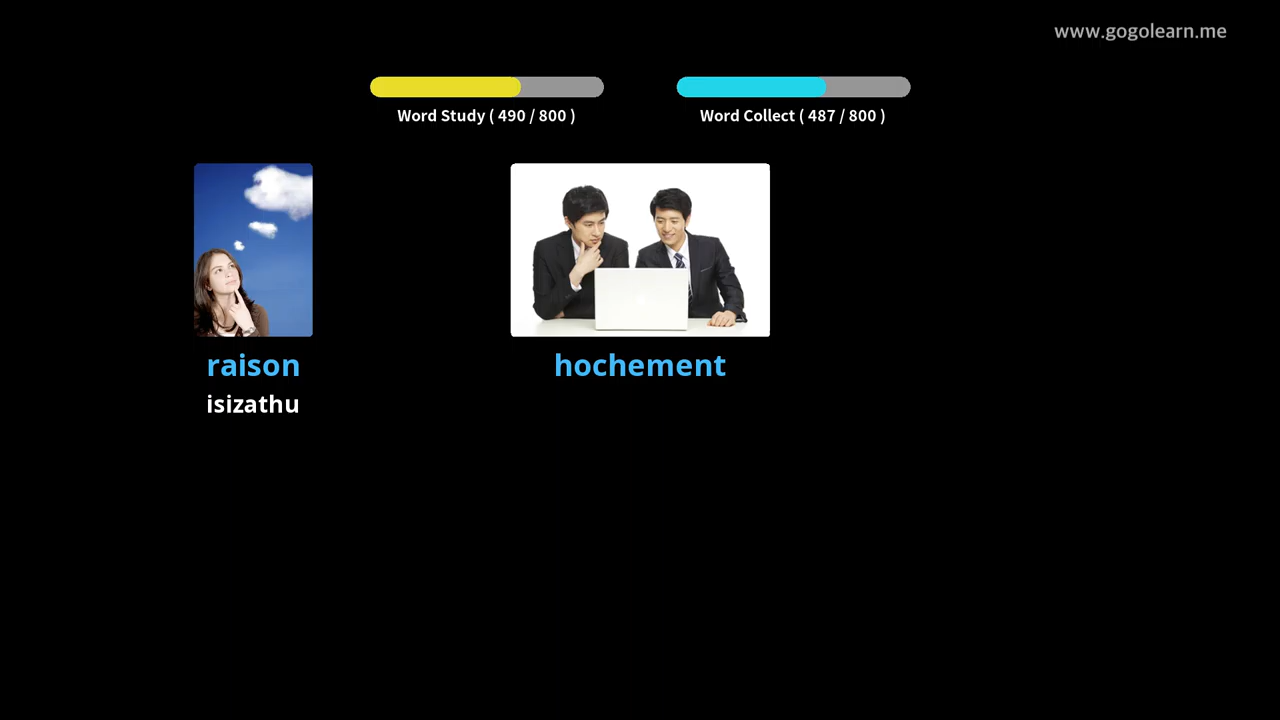 www.gogolearn.me
Word Study ( 490 / 800 )
Word Collect ( 487 / 800 )
raison
isizathu
hochement